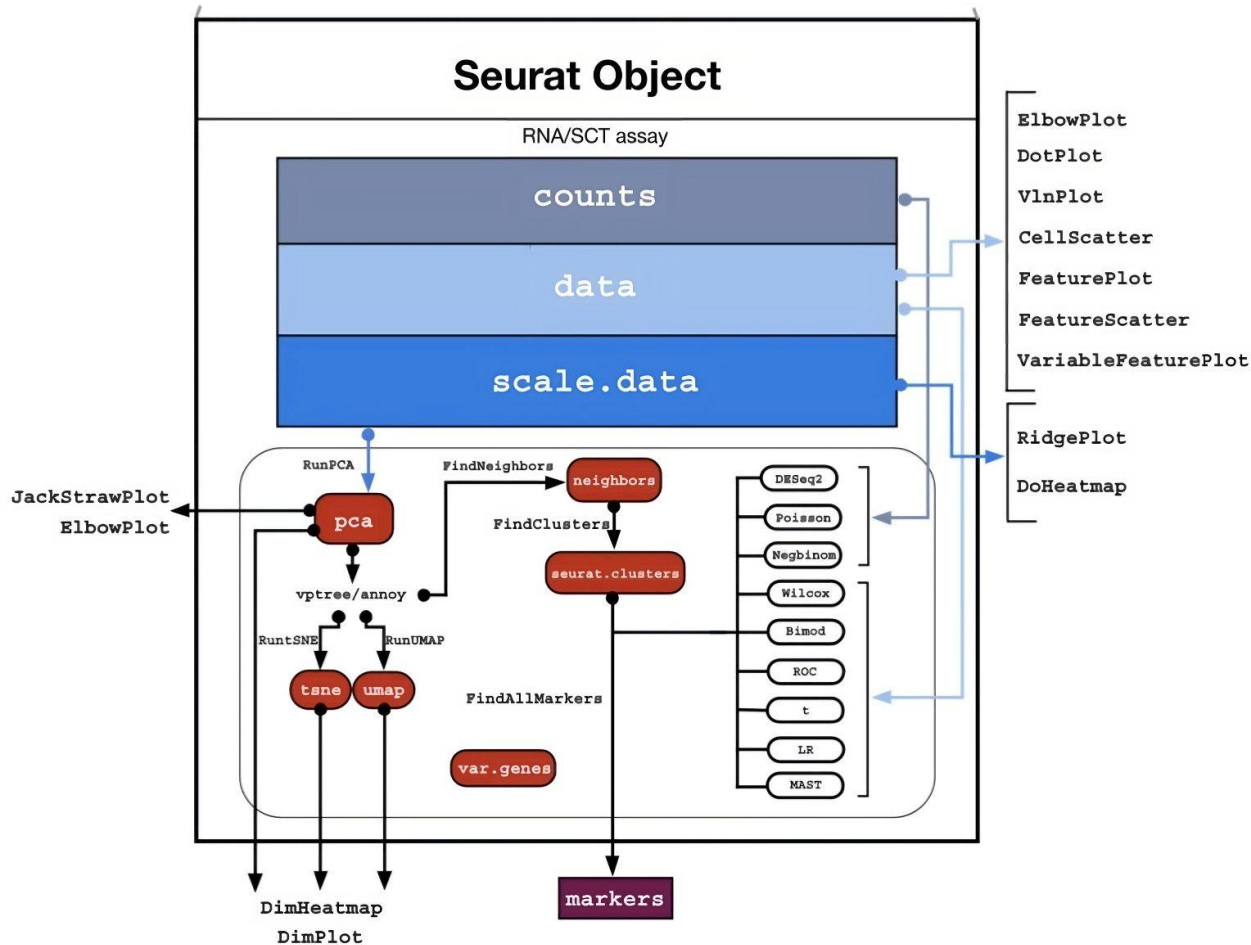 Seurat Object
RNA/SCT assay
counts
data
scale.data
ElbowPlot
DotPlot
VlnPlot
CellScatter
FeaturePlot
FeatureScatter
VariableFeaturePlot
RidgePlot
DoHeatmap
RunPCA
FindNeighbors
neighbors
JackStrawPlot
ElbowPlot
pca
FindClusters
seurat.clusters
vptree/annoy
RuntSNE
RunUMAP
tsne
umap
FindAllMarkers
var.genes
DESeq2
Poisson
Negbinom
Wilcox
Bimod
ROC
t
LR
MAST
DimHeatmap
DimPlot
markers